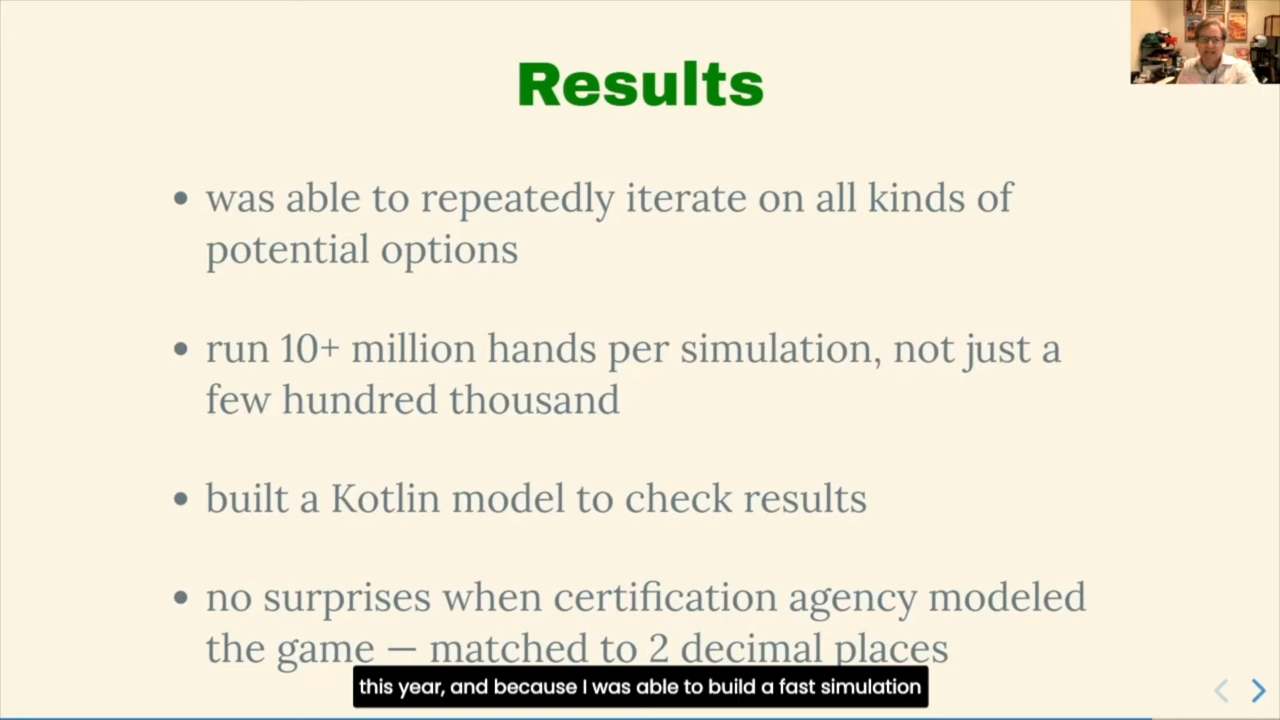 Results
• was able to repeatedly iterate on all kinds of
potential options
• run 10+ million hands per simulation, not just a
few hundred thousand
• built a Kotlin model to check results
• no surprises when certification agency modeled
the game — matched to 2 decimal places
this year, and because I was able to build a fast simulation